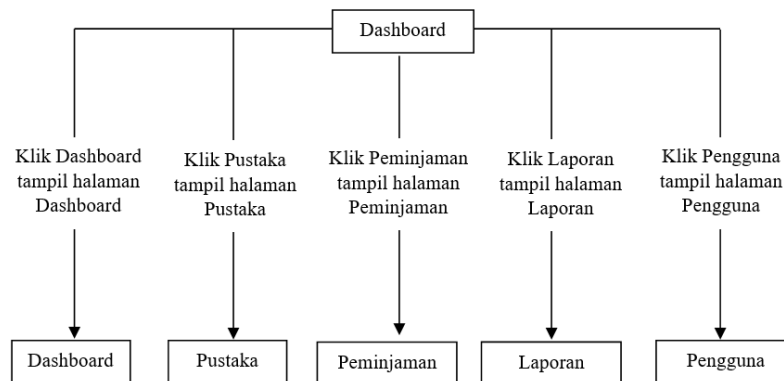 Dashboard
Klik Dashboard
tampil halaman
Dashboard
Klik Pustaka
tampil halaman
Pustaka
Klik Peminjaman
tampil halaman
Peminjaman
Klik Laporan
tampil halaman
Laporan
Klik Pengguna
tampil halaman
Pengguna
Dashboard
Pustaka
Peminjaman
Laporan
Pengguna